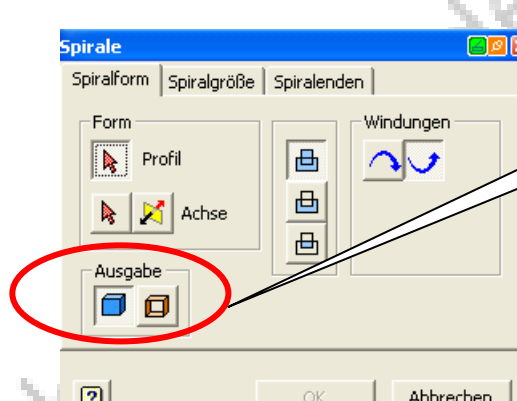 Spirale
Spiralform Spiralgröße Spiralenden
Form Windungen
Profil
Achse
Ausgabe
?
OK Abbrechen